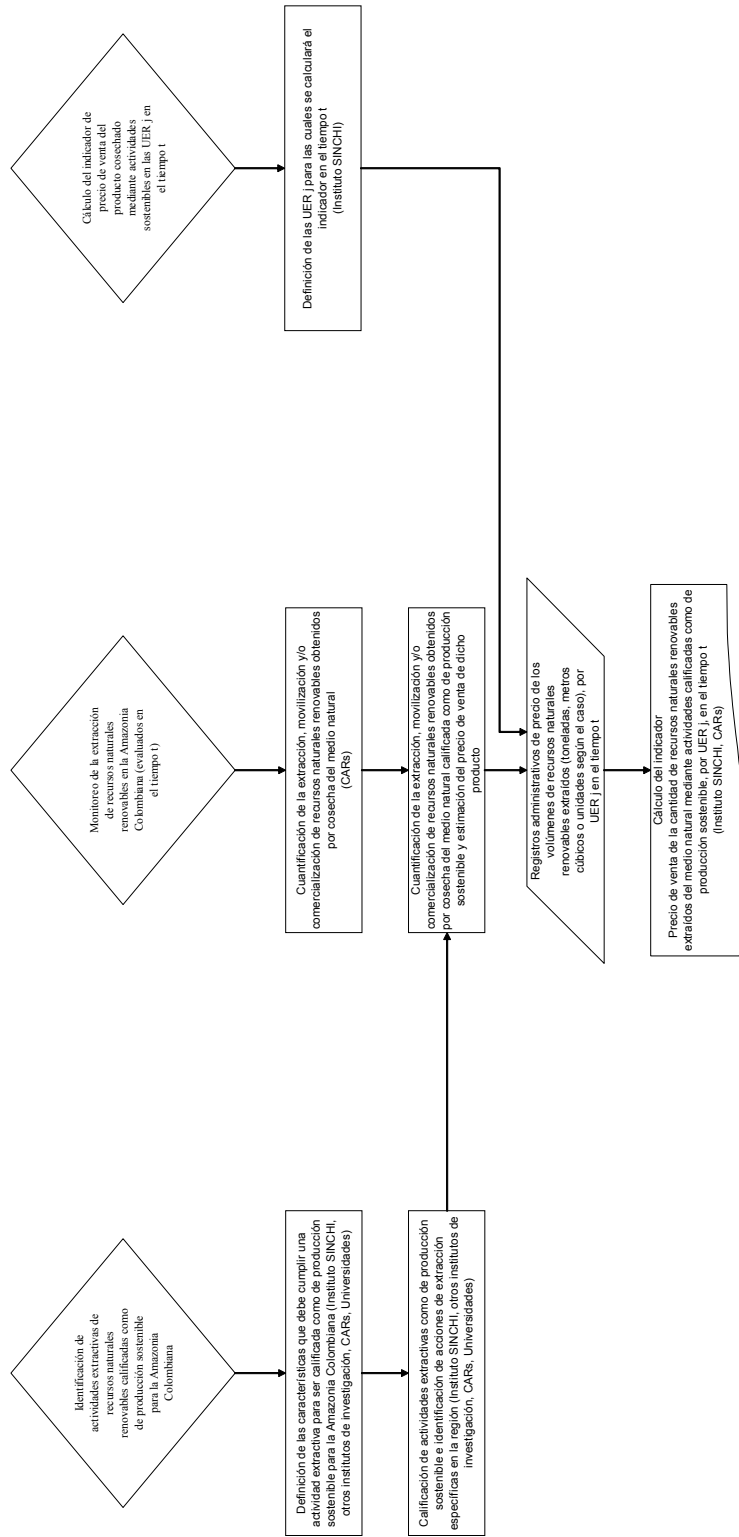 Identificación de
actividades extractivas de
recursos naturales
renovables calificadas como
de producción sostenible
para la Amazonia
Colombiana
Definición de las características que debe cumplir una
actividad extractiva para ser calificada como de producción
sostenible para la Amazonia Colombiana (Instituto SINCHI,
otros institutos de investigación, CARs, Universidades)
Calificación de actividades extractivas como de producción
sostenible e identificación de acciones de extracción
específicas en la región (Instituto SINCHI, otros institutos de
investigación, CARs, Universidades)
Monitoreo de la extracción
de recursos naturales
renovables en la Amazonia
Colombiana (evaluados en
el tiempo t)
Cuantificación de la extracción, movilización y/o
comercialización de recursos naturales renovables obtenidos
por cosecha del medio natural
(CARs)
Cuantificación de la extracción, movilización y/o
comercialización de recursos naturales renovables obtenidos
por cosecha del medio natural calificada como de producción
sostenible y estimación del precio de venta de dicho
producto
Registros administrativos de precio de los
volúmenes de recursos naturales
renovables extraídos (toneladas, metros
cúbicos o unidades según el caso), por
UER j en el tiempo t
Cálculo del indicador
Precio de venta de la cantidad de recursos naturales renovables
extraídos del medio natural mediante actividades calificadas como de
producción sostenible, por UER j, en el tiempo t
(Instituto SINCHI, CARs)
Cálculo del indicador de
precio de venta del
producto cosechado
mediante actividades
sostenibles en las UER j en
el tiempo t
Definición de las UER j para las cuales se calculará el
indicador en el tiempo t
(Instituto SINCHI)